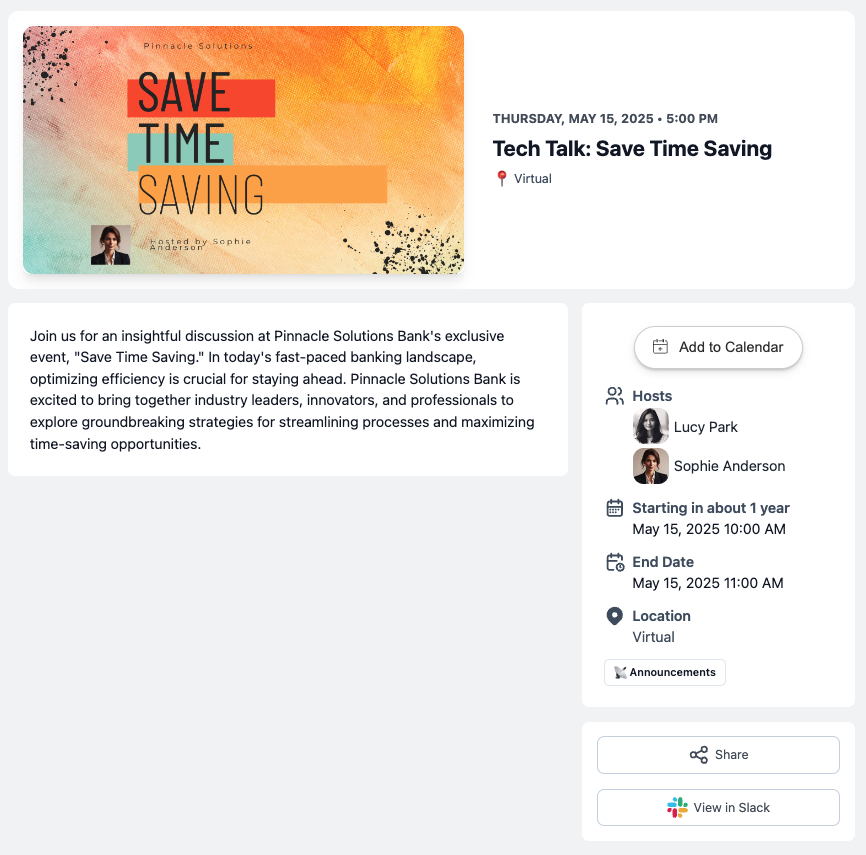 Pinnacle Solutions
SAVE
TIME
SAVING
Hosted by Sophie
Anderson
THURSDAY, MAY 15, 2025 • 5:00 PM
Tech Talk: Save Time Saving
Virtual
Join us for an insightful discussion at Pinnacle Solutions Bank's exclusive
event, "Save Time Saving." In today's fast-paced banking landscape,
optimizing efficiency is crucial for staying ahead. Pinnacle Solutions Bank is
excited to bring together industry leaders, innovators, and professionals to
explore groundbreaking strategies for streamlining processes and maximizing
time-saving opportunities.
Add to Calendar
Hosts
Lucy Park
Sophie Anderson
Starting in about 1 year
May 15, 2025 10:00 AM
End Date
May 15, 2025 11:00 AM
Location
Virtual
Announcements
Share
View in Slack